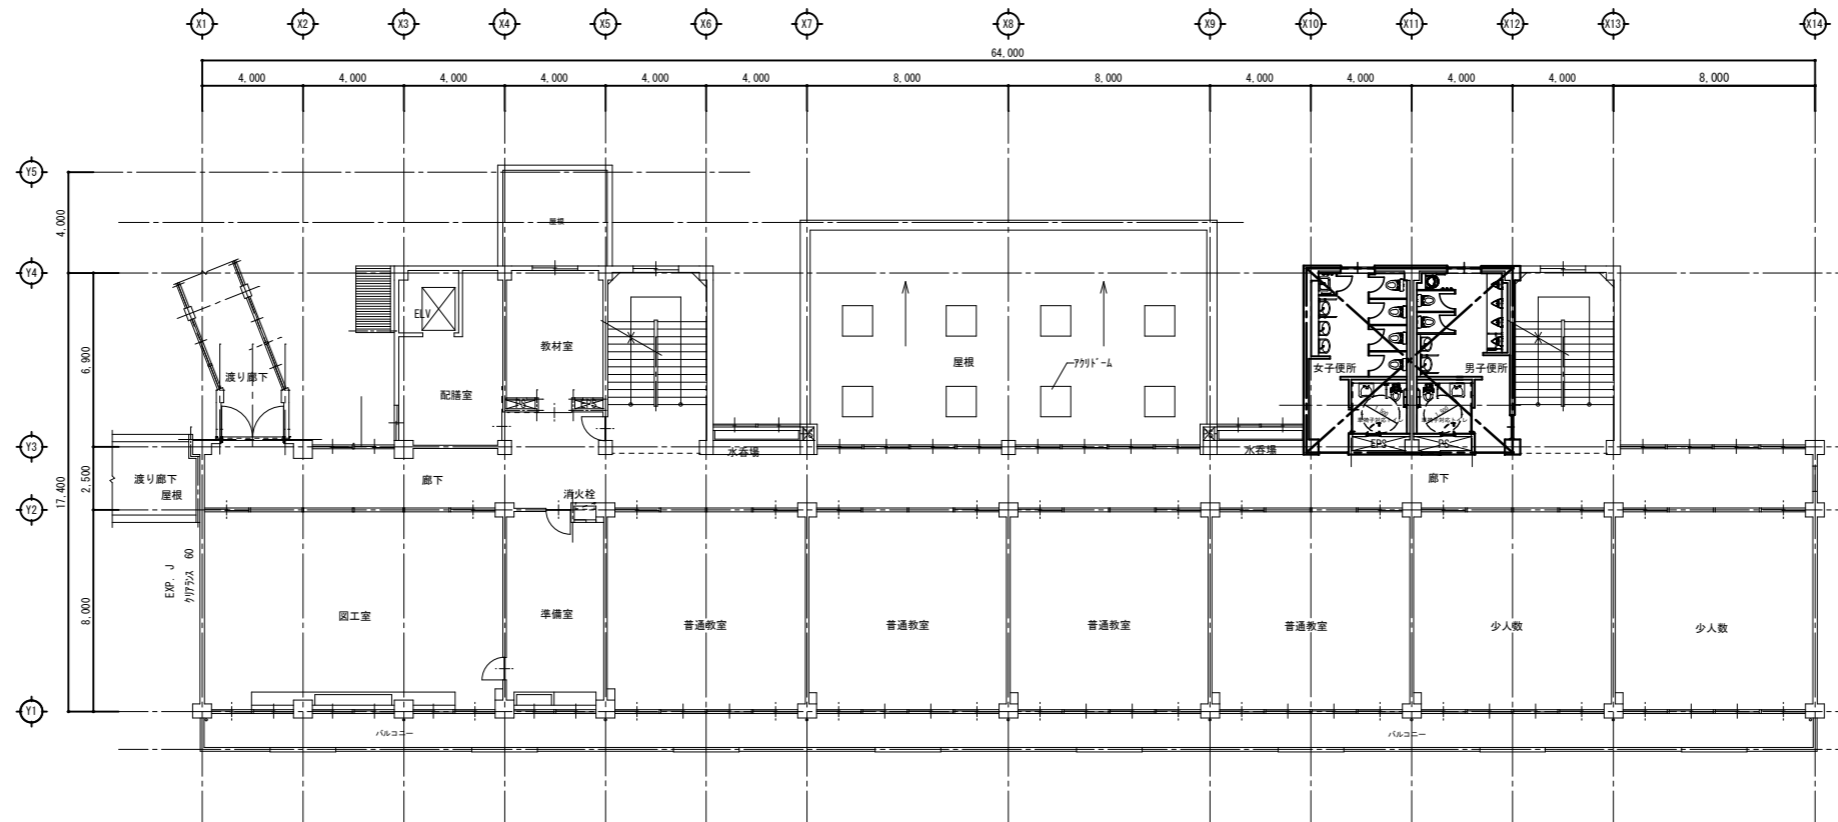 X1 X2 X3 X4 X5 X6 X7 X8 X9 X10 X11 X12 X13 X14
64,000
4,000 4,000 4,000 4,000 4,000 4,000 8,000 8,000 4,000 4,000 4,000 4,000 8,000
Y5
屋根
4,000
Y4
ELV
教材室
6,900
屋根
アクリドーム
女子便所
男子便所
渡り廊下
配膳室
EPS
PS
Y3
水呑場
水呑場
渡り廊下
屋根
廊下
廊下
2,500
17,400
消火栓
Y2
EXP. J
クリアランス 60
8,000
図工室
準備室
普通教室
普通教室
普通教室
普通教室
少人数
少人数
Y1
バルコニー
バルコニー